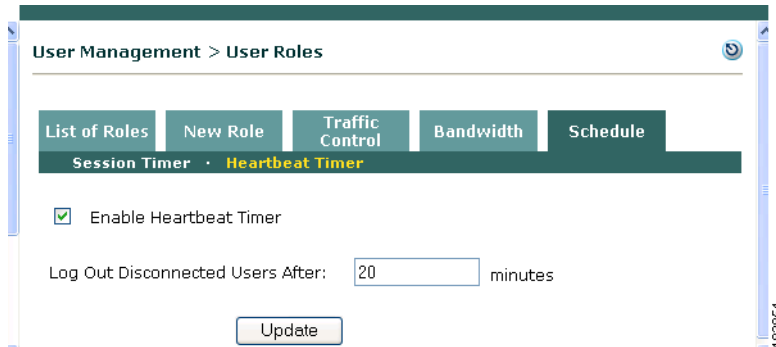 User Management > User Roles
List of Roles New Role Traffic Control Bandwidth Schedule
Session Timer · Heartbeat Timer
Enable Heartbeat Timer
Log Out Disconnected Users After: 20 minutes
Update